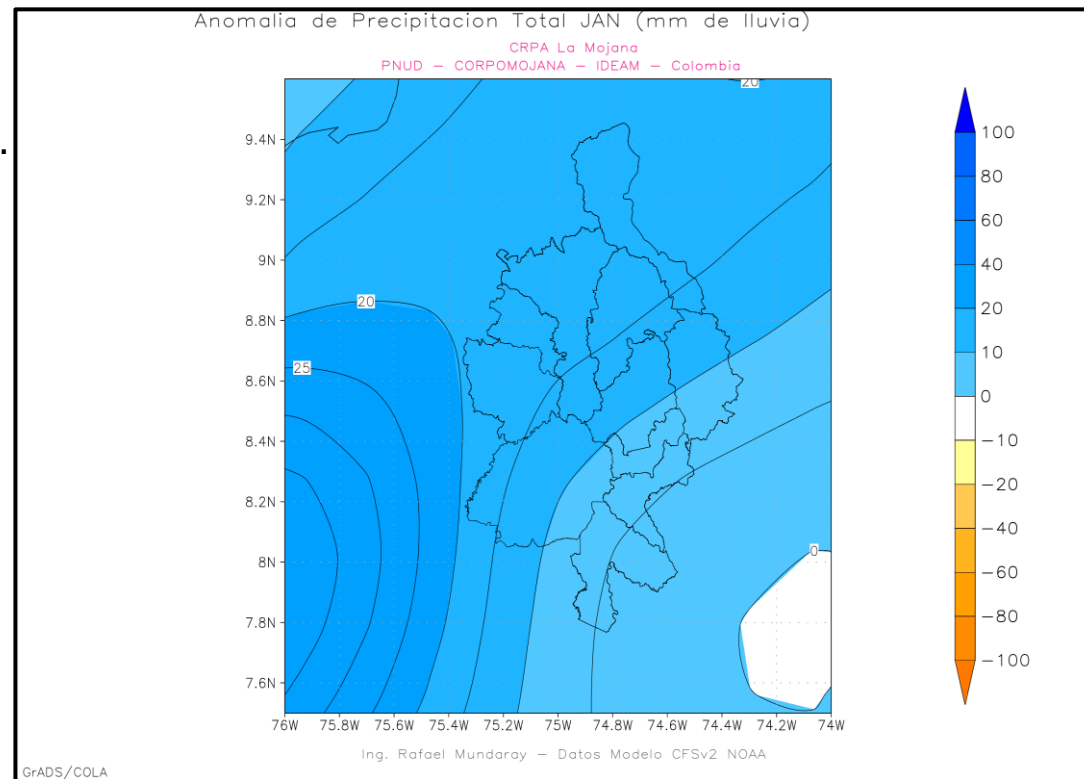 Anomalia de Precipitacion Total JAN (mm de lluvia)
CRPA La Mojana
PNUD – CORPOMOJANA – IDEAM – Colombia
.
20
9.4N
9.2N
9N
8.8N
8.6N
8.4N
8.2N
8N
7.8N
7.6N
20
25
0
76W 75.8W 75.6W 75.4W 75.2W 75W 74.8W 74.6W 74.4W 74.2W 74W
100
80
60
40
20
10
0
−10
−20
−40
−60
−80
−100
Ing. Rafael Mundaray – Datos Modelo CFSv2 NOAA
GrADS/COLA